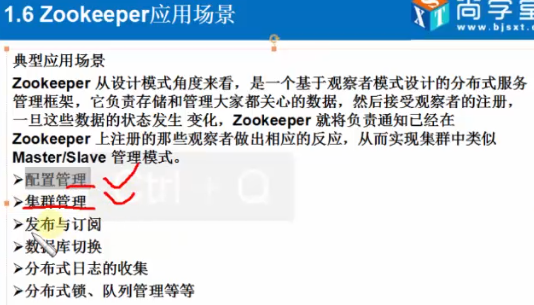 1.6 Zookeeper应用场景
尚学堂
www.bjsxt.c
典型应用场景
Zookeeper 从设计模式角度来看，是一个基于观察者模式设计的分布式服务
管理框架，它负责存储和管理大家都关心的数据，然后接受观察者的注册，
一旦这些数据的状态发生 变化，Zookeeper 就将负责通知已经在
Zookeeper 上注册的那些观察者做出相应的反应，从而实现集群中类似
Master/Slave 管理模式。
➢配置管理
➢集群管理
➢发布与订阅
➢数据库切换
➢分布式日志的收集
➢分布式锁、队列管理等等
Ctrl + Q